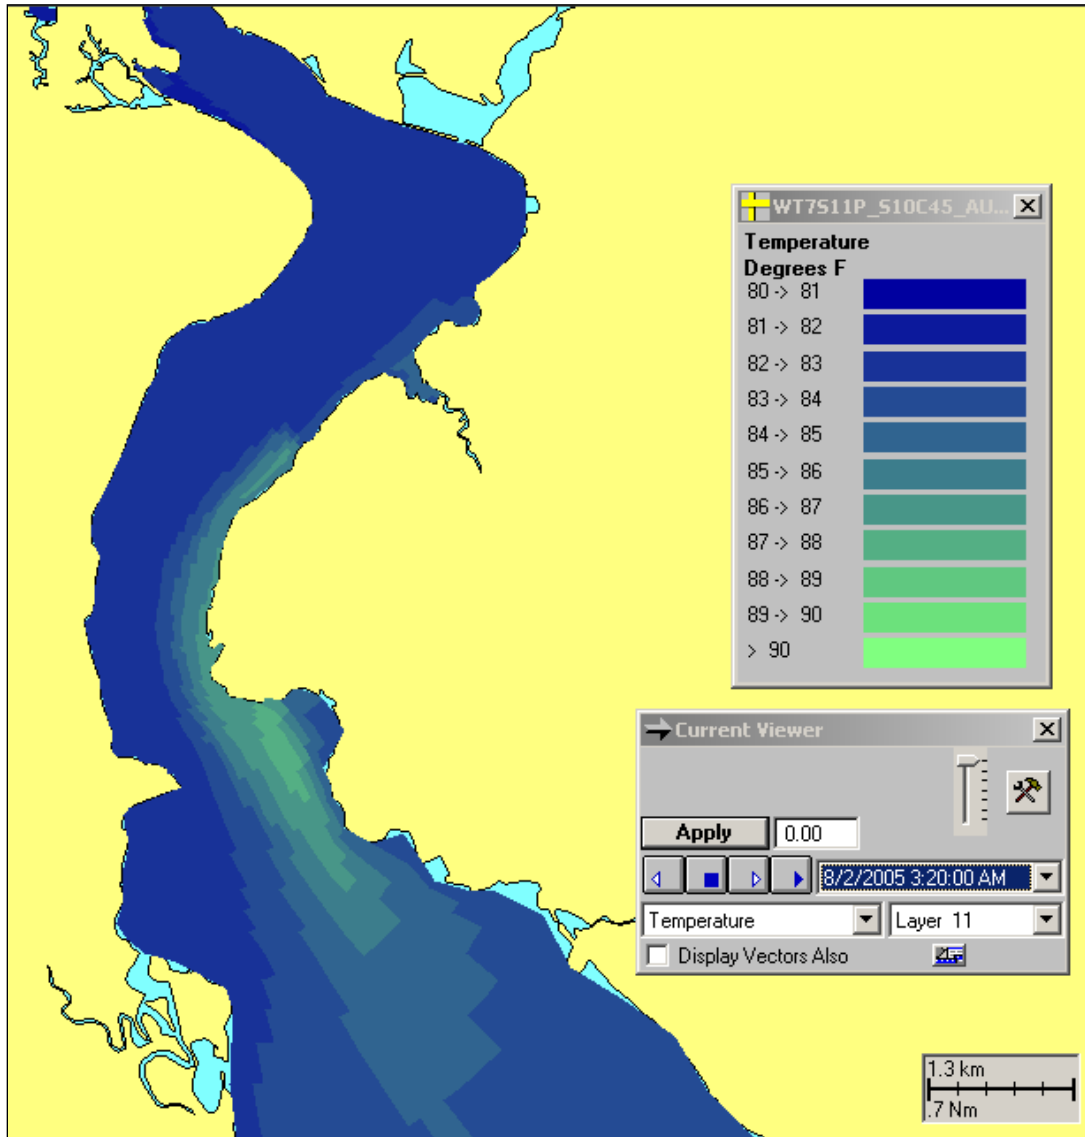 WT7S11P_S10C45_AU...
Temperature
Degrees F
80 -> 81
81 -> 82
82 -> 83
83 -> 84
84 -> 85
85 -> 86
86 -> 87
87 -> 88
88 -> 89
89 -> 90
> 90
Current Viewer
Apply 0.00
8/2/2005 3:20:00 AM
Temperature Layer 11
Display Vectors Also
1.3 km
.7 Nm